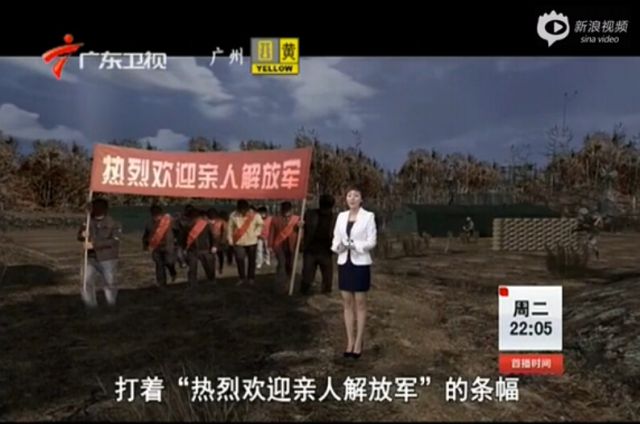 广东卫视
广州
黄
YELLOW
新浪视频
sina video
热烈欢迎亲人解放军
周二
22:05
首播时间
打着“热烈欢迎亲人解放军”的条幅